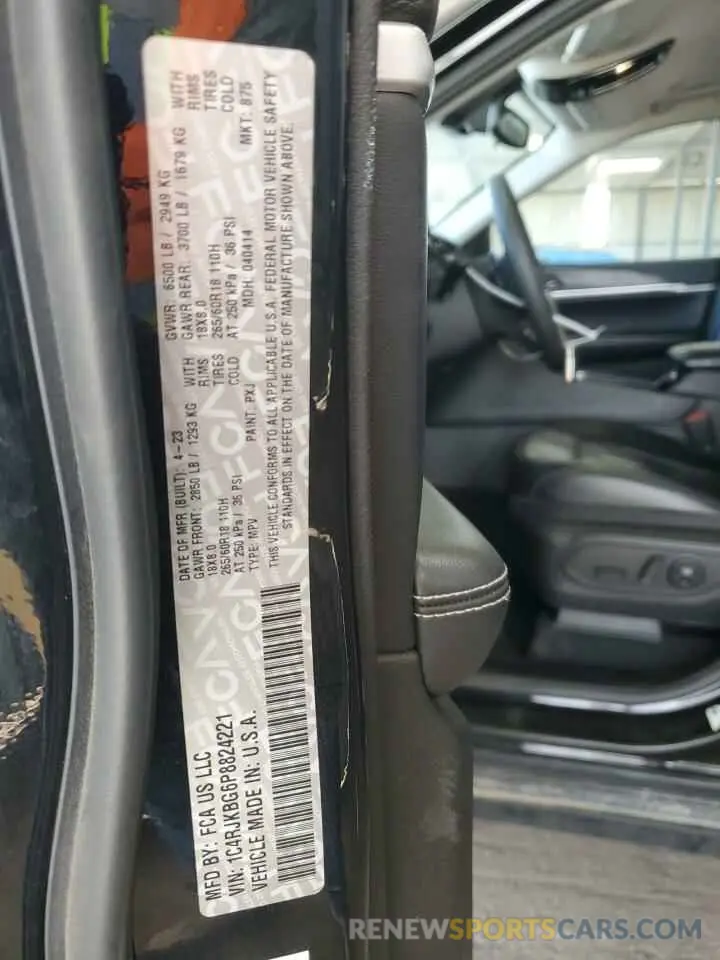 MFD BY: FCA US LLC
DATE OF MFR (BUILT): 4-23
GVWR: 6500 LB / 2949 KG
GAWR FRONT: 2850 LB / 1293 KG WITH
GAWR REAR: 3700 LB / 1679 KG WITH
18X8.0 RIMS
18X8.0 RIMS
265/60R18 110H TIRES
265/60R18 110H TIRES
AT 250 kPa / 36 PSI COLD
AT 250 kPa / 36 PSI COLD
VIN: 1C4RJKBG6P8824221
TYPE: MPV PAINT: PXJ MDH: 040414 MKT: 875
VEHICLE MADE IN: U.S.A.
THIS VEHICLE CONFORMS TO ALL APPLICABLE U.S.A. FEDERAL MOTOR VEHICLE SAFETY
STANDARDS IN EFFECT ON THE DATE OF MANUFACTURE SHOWN ABOVE.
RENEWSPORTSCARS.COM